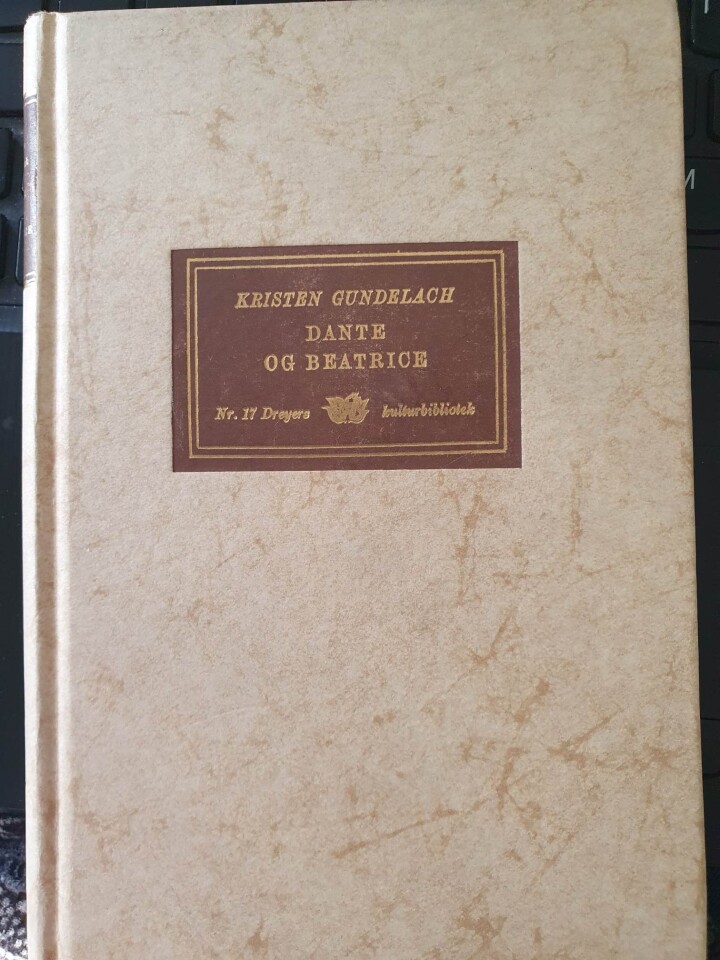 KRISTEN GUNDELACH
DANTE
OG BEATRICE
Nr. 17 Dreyers kulturbibliotek
M